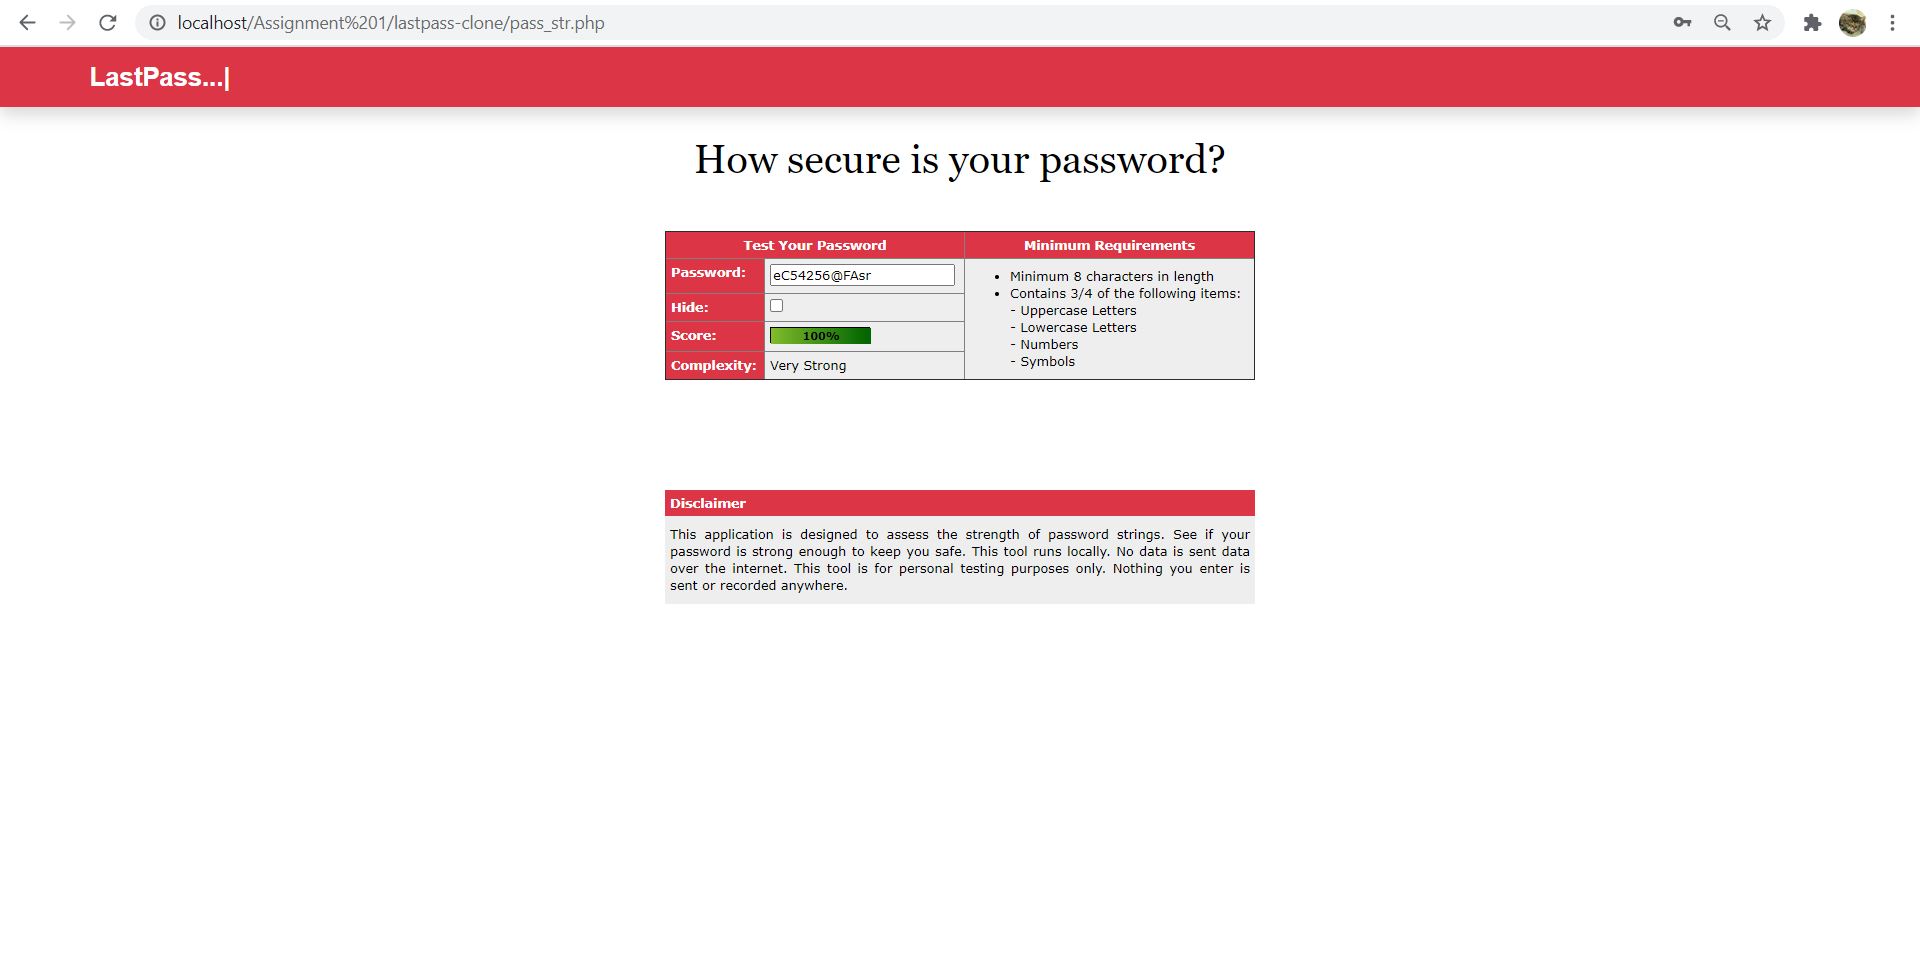 localhost/Assignment%201/lastpass-clone/pass_str.php
LastPass...|
How secure is your password?
Test Your Password
Password: eC54256@FAsr
Hide:
Score: 100%
Complexity: Very Strong
Minimum Requirements
• Minimum 8 characters in length
• Contains 3/4 of the following items:
- Uppercase Letters
- Lowercase Letters
- Numbers
- Symbols
Disclaimer
This application is designed to assess the strength of password strings. See if your
password is strong enough to keep you safe. This tool runs locally. No data is sent data
over the internet. This tool is for personal testing purposes only. Nothing you enter is
sent or recorded anywhere.